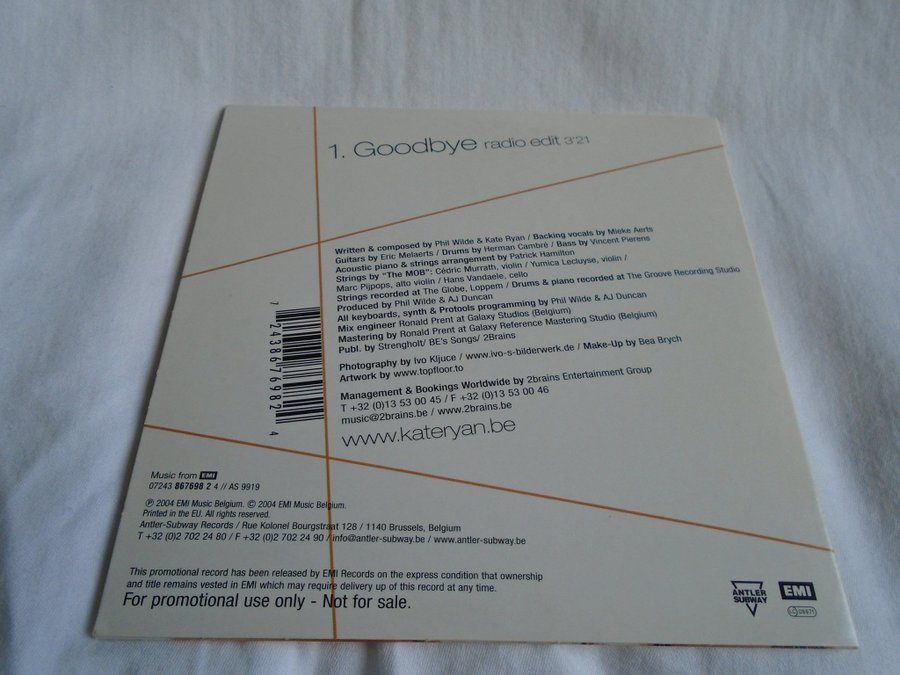 1. Goodbye radio edit 3'21
Written & composed by Phil Wilde & Kate Ryan / Backing vocals by Mieke Aerts
Guitars by Eric Melaerts / Drums by Herman Cambré / Bass by Vincent Pierens
Acoustic piano & strings arrangement by Patrick Hamilton
Strings by "The MOB": Cédric Murrath, violin / Yumica Lecluyse, violin /
Marc Pijpops, alto violin / Hans Vandaele, cello
Strings recorded at The Globe, Loppem / Drums & piano recorded at The Groove Recording Studio
Produced by Phil Wilde & AJ Duncan
All keyboards, synth & Protools programming by Phil Wilde & AJ Duncan
Mix engineer Ronald Prent at Galaxy Studios (Belgium)
Mastering by Ronald Prent at Galaxy Reference Mastering Studio (Belgium)
Publ. by Strengholt/ BE's Songs/ 2Brains
Photography by Ivo Kljuce / www.ivo-s-bilderwerk.de / Make-Up by Bea Brych
Artwork by www.topfloor.to
Management & Bookings Worldwide by 2brains Entertainment Group
T +32 (0)13 53 00 45 / F +32 (0)13 53 00 46
music@2brains.be / www.2brains.be
www.kateryan.be
7 24386 76982 4
Music from EMI
07243 867698 2 4 // AS 9919
℗ 2004 EMI Music Belgium. © 2004 EMI Music Belgium.
Printed in the EU. All rights reserved.
Antler-Subway Records / Rue Kolonel Bourgstraat 128 / 1140 Brussels, Belgium
T +32 (0)2 702 24 80 / F +32 (0)2 702 24 90 / info@antler-subway.be / www.antler-subway.be
This promotional record has been released by EMI Records on the express condition that ownership
and title remains vested in EMI which may require delivery up of this record at any time.
For promotional use only - Not for sale.
ANTLER
SUBWAY
EMI
LC 08671